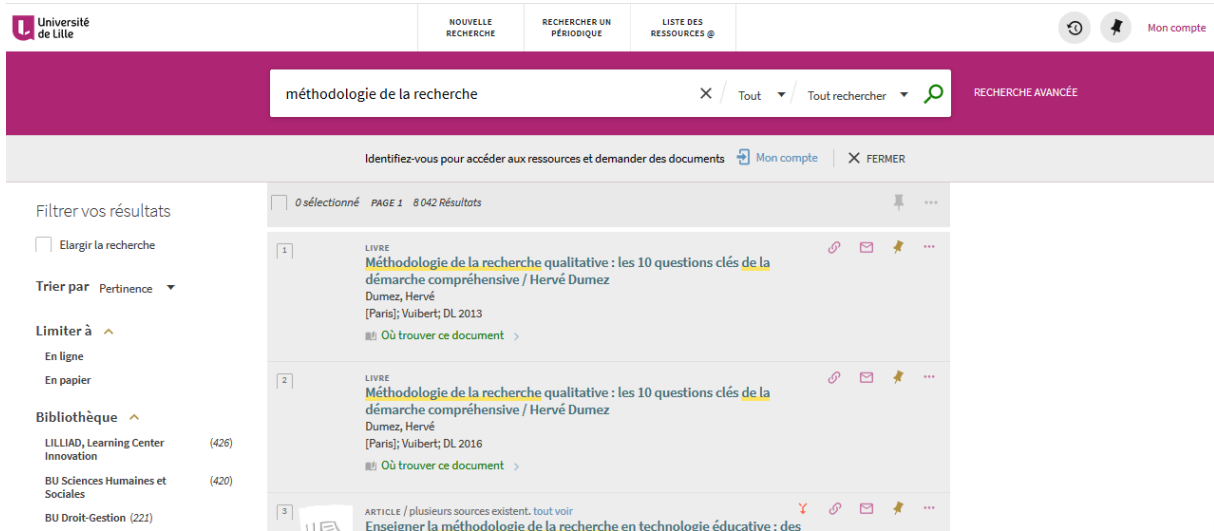 Université
de Lille
NOUVELLE
RECHERCHE
RECHERCHER UN
PÉRIODIQUE
LISTE DES
RESSOURCES @
Mon compte
méthodologie de la recherche
Tout
Tout rechercher
RECHERCHE AVANCÉE
Identifiez-vous pour accéder aux ressources et demander des documents
Mon compte
FERMER
Filtrer vos résultats
Elargir la recherche
Trier par Pertinence
Limiter à
En ligne
En papier
Bibliothèque
LILLIAD, Learning Center (426)
Innovation
BU Sciences Humaines et (420)
Sociales
BU Droit-Gestion (221)
0 sélectionné PAGE 1 8 042 Résultats
1
LIVRE
Méthodologie de la recherche qualitative : les 10 questions clés de la
démarche compréhensive / Hervé Dumez
Dumez, Hervé
[Paris]; Vuibert; DL 2013
Où trouver ce document
2
LIVRE
Méthodologie de la recherche qualitative : les 10 questions clés de la
démarche compréhensive / Hervé Dumez
Dumez, Hervé
[Paris]; Vuibert; DL 2016
Où trouver ce document
3
ARTICLE / plusieurs sources existent. tout voir
Enseigner la méthodologie de la recherche en technologie éducative : des